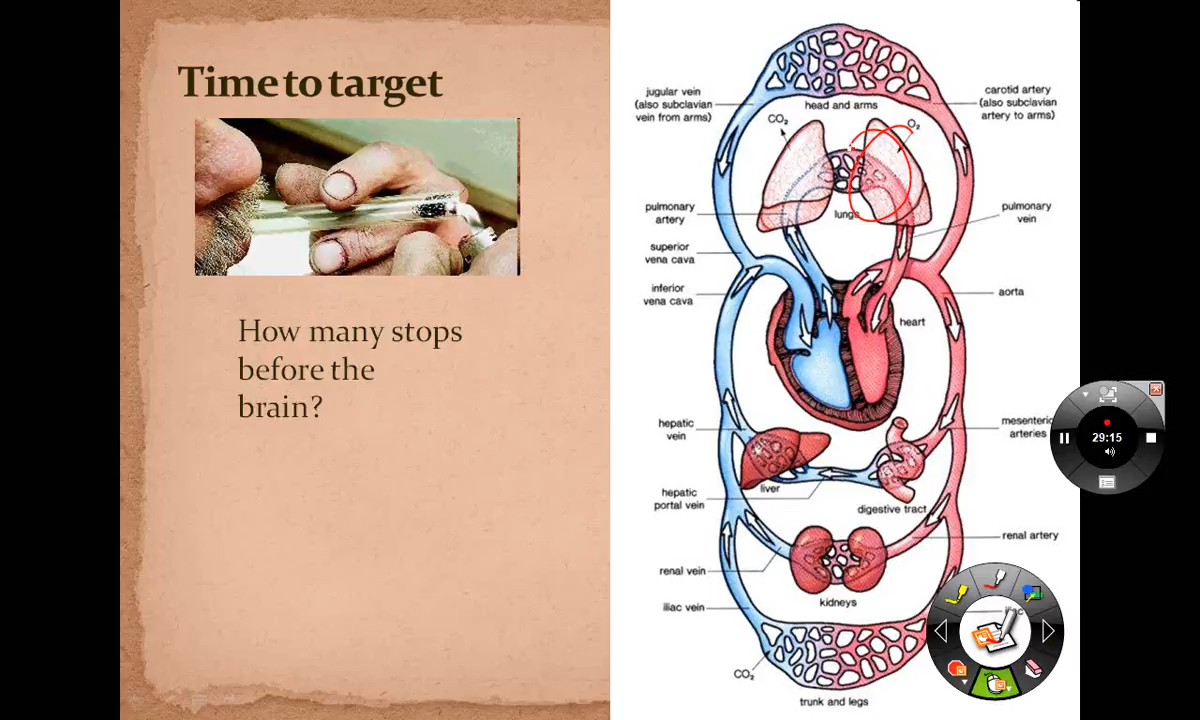 Time to target
How many stops
before the
brain?
jugular vein
(also subclavian
vein from arms)
CO₂
head and arms
O₂
carotid artery
(also subclavian
artery to arms)
pulmonary
artery
lungs
pulmonary
vein
superior
vena cava
inferior
vena cava
aorta
heart
hepatic
vein
mesenteric
arteries
liver
hepatic
portal vein
digestive tract
renal artery
renal vein
kidneys
iliac vein
CO₂
trunk and legs
29:15